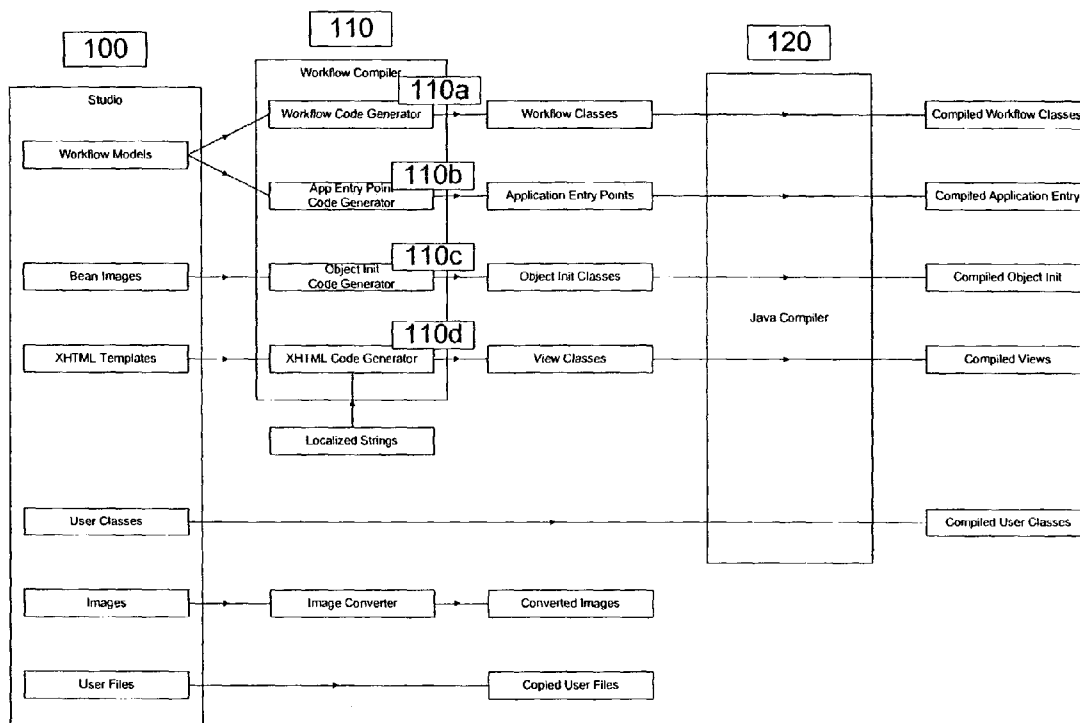 100
110
120
Studio
Workflow Compiler
110a
Workflow Models
Workflow Code Generator
Workflow Classes
Compiled Workflow Classes
110b
App Entry Point
Code Generator
Application Entry Points
Compiled Application Entry
110c
Bean Images
Object Init
Code Generator
Object Init Classes
Compiled Object Init
Java Compiler
110d
XHTML Templates
XHTML Code Generator
View Classes
Compiled Views
Localized Strings
User Classes
Compiled User Classes
Images
Image Converter
Converted Images
User Files
Copied User Files